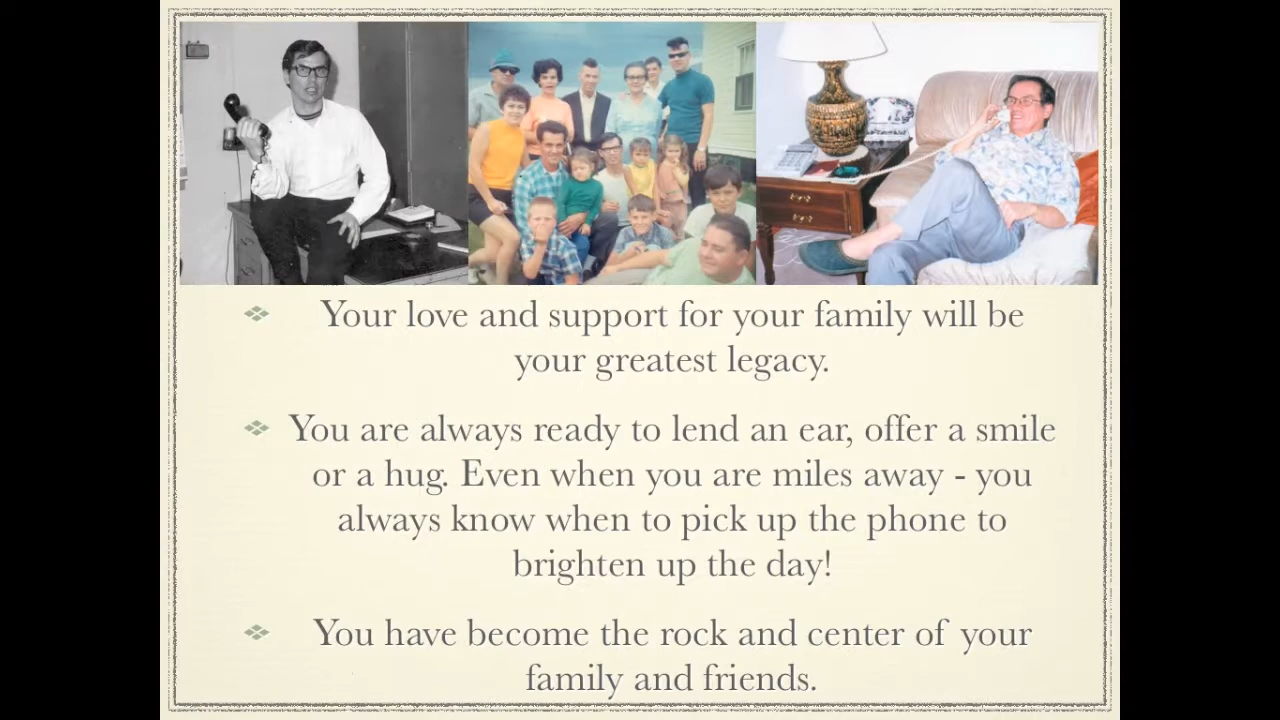 Your love and support for your family will be
your greatest legacy.
You are always ready to lend an ear, offer a smile
or a hug. Even when you are miles away - you
always know when to pick up the phone to
brighten up the day!
You have become the rock and center of your
family and friends.